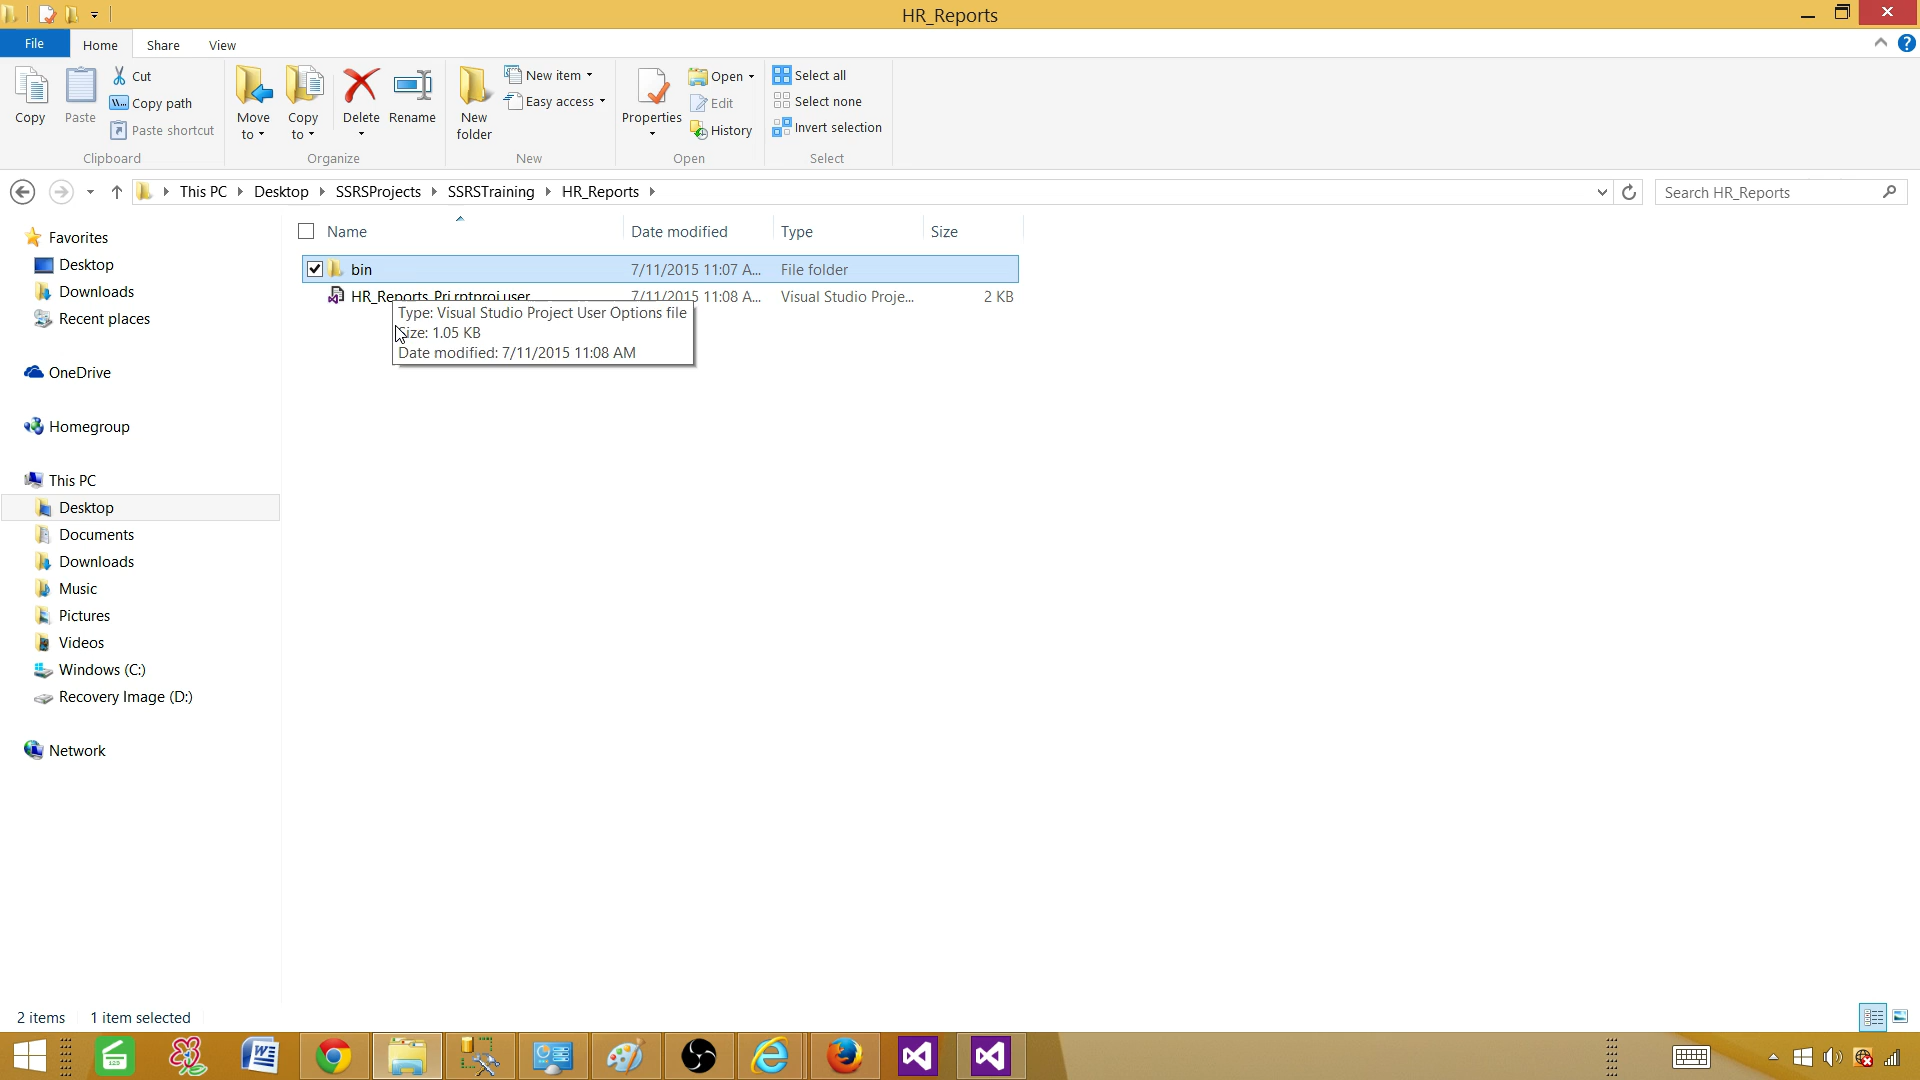 HR_Reports
File Home Share View
Copy
Paste
Cut
Copy path
Paste shortcut
Clipboard
Move to
Copy to
Delete
Rename
Organize
New folder
New item
Easy access
New
Properties
Open
Edit
History
Open
Select all
Select none
Invert selection
Select
This PC Desktop SSRSProjects SSRSTraining HR_Reports
Search HR_Reports
Favorites
Desktop
Downloads
Recent places
OneDrive
Homegroup
This PC
Desktop
Documents
Downloads
Music
Pictures
Videos
Windows (C:)
Recovery Image (D:)
Network
Name Date modified Type Size
bin 7/11/2015 11:07 A... File folder
HR_Reports_Prj.rptproj.user 7/11/2015 11:08 A... Visual Studio Proje... 2 KB
Type: Visual Studio Project User Options file
Size: 1.05 KB
Date modified: 7/11/2015 11:08 AM
2 items 1 item selected